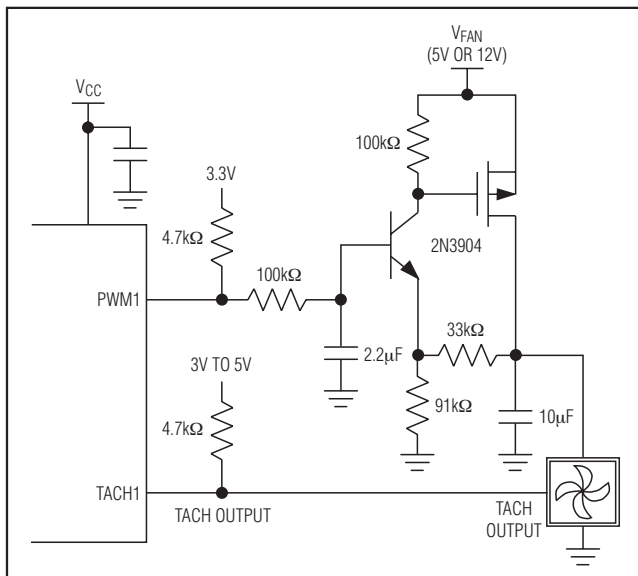 VFAN
(5V OR 12V)
VCC
100kΩ
3.3V
4.7kΩ
2N3904
100kΩ
PWM1
33kΩ
2.2μF
3V TO 5V
91kΩ
10μF
4.7kΩ
TACH1
TACH OUTPUT
TACH
OUTPUT